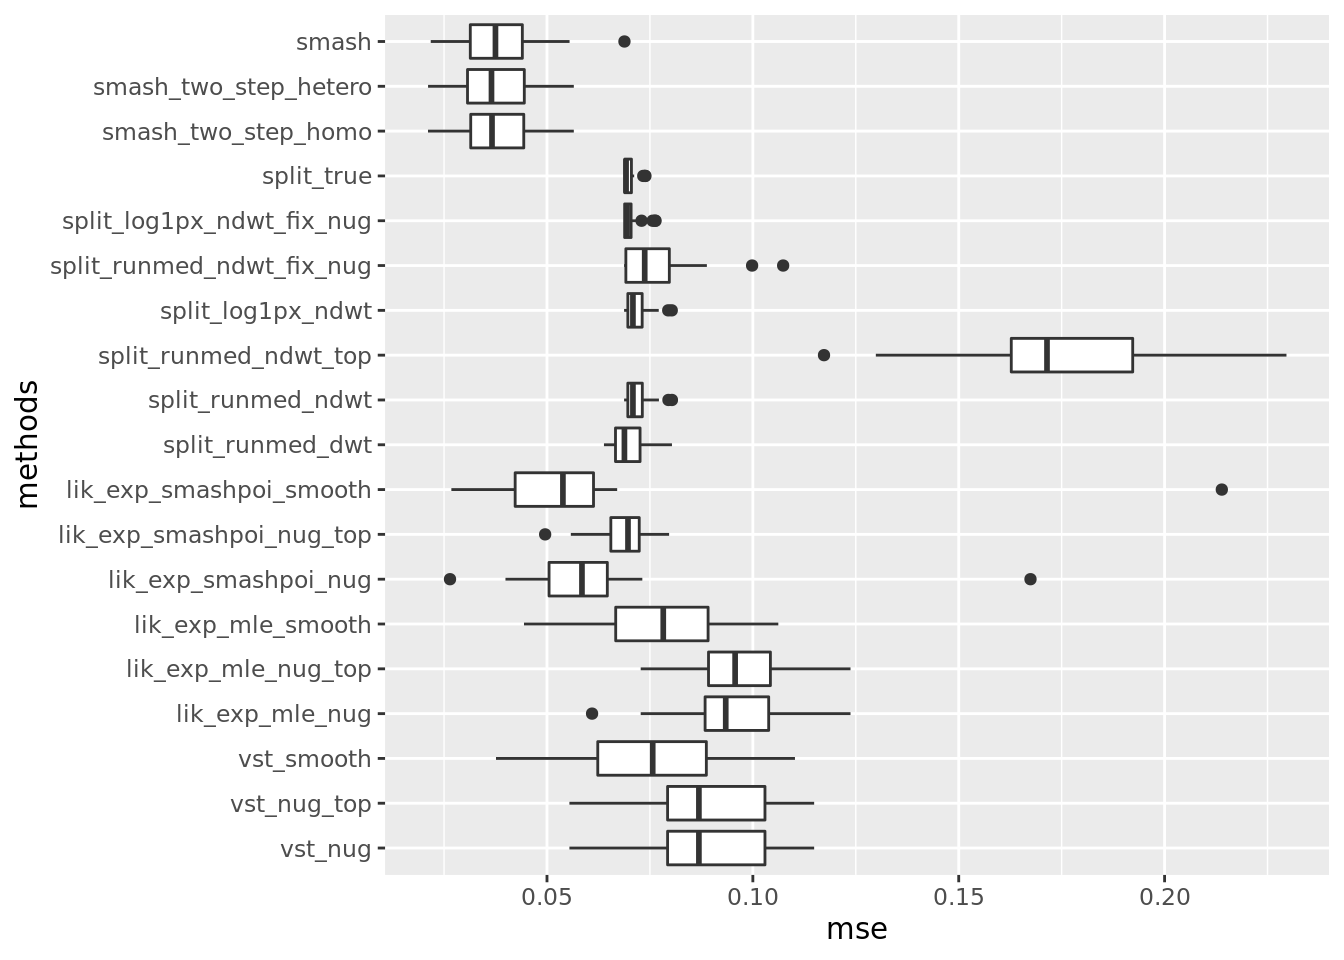 smash
smash_two_step_hetero
smash_two_step_homo
split_true
split_log1px_ndwt_fix_nug
split_runmed_ndwt_fix_nug
split_log1px_ndwt
split_runmed_ndwt_top
split_runmed_ndwt
split_runmed_dwt
lik_exp_smashpoi_smooth
lik_exp_smashpoi_nug_top
lik_exp_smashpoi_nug
lik_exp_mle_smooth
lik_exp_mle_nug_top
lik_exp_mle_nug
vst_smooth
vst_nug_top
vst_nug
methods
0.05 0.10 0.15 0.20
mse